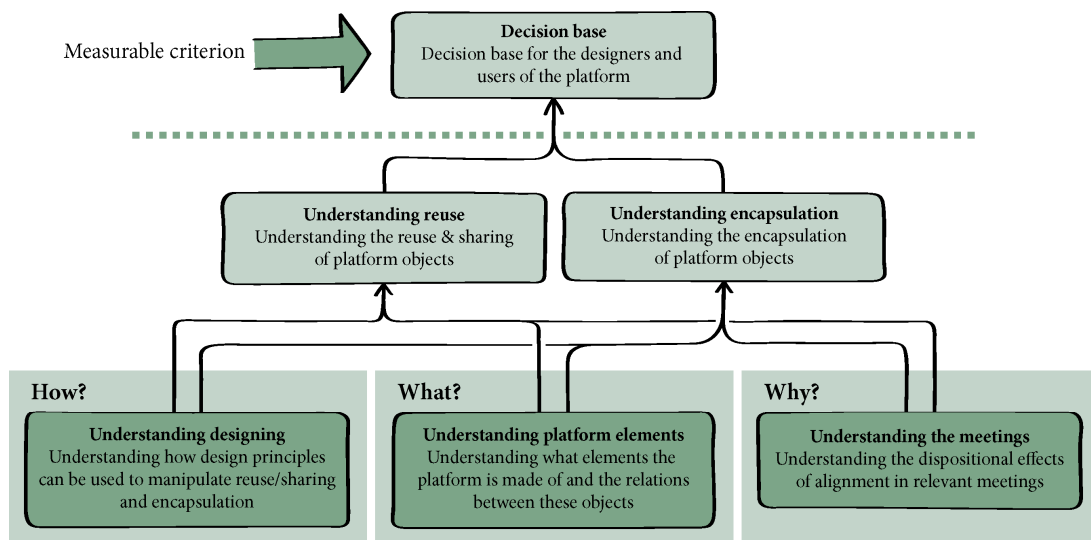 Measurable criterion
Decision base
Decision base for the designers and
users of the platform
Understanding reuse
Understanding the reuse & sharing
of platform objects
Understanding encapsulation
Understanding the encapsulation
of platform objects
How?
Understanding designing
Understanding how design principles
can be used to manipulate reuse/sharing
and encapsulation
What?
Understanding platform elements
Understanding what elements the
platform is made of and the relations
between these objects
Why?
Understanding the meetings
Understanding the dispositional effects
of alignment in relevant meetings